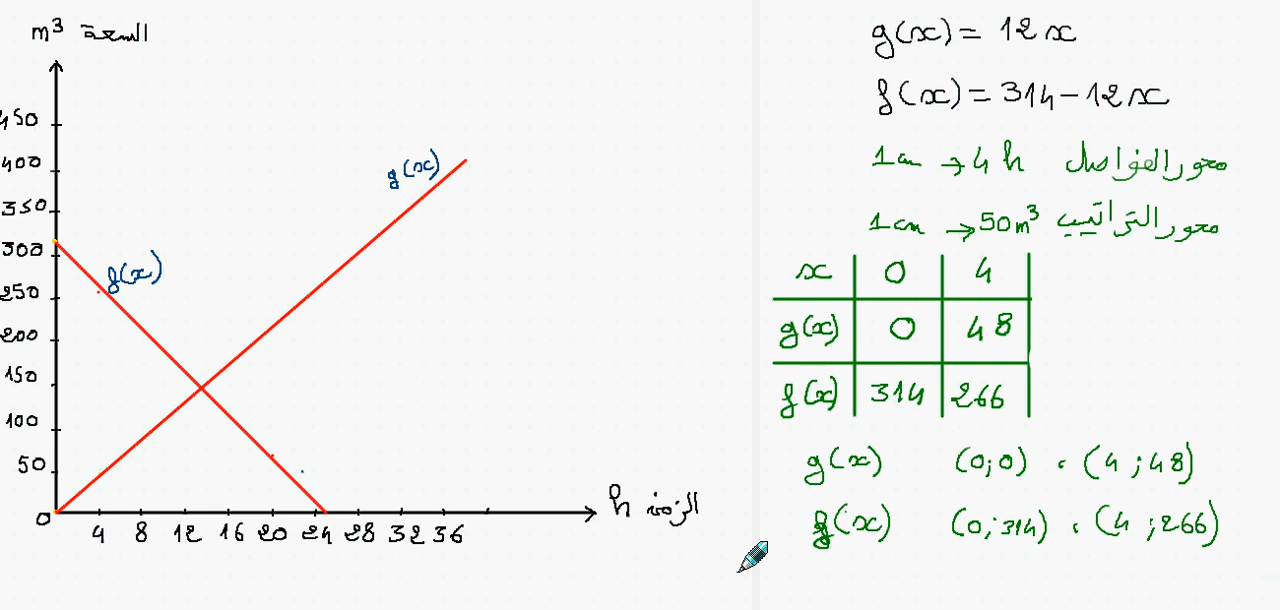 m³ السعة
450
400
350
300
250
200
150
100
50
0
4 8 12 16 20 24 28 32 36
h الزمن
g(x)
f(x)
g(x) = 12x
f(x) = 314 - 12x
1cm → 4h محور الفواصل
1cm → 50m³ محور التراتيب
x 0 4
g(x) 0 48
f(x) 314 266
g(x) (0;0) ، (4;48)
f(x) (0;314) ، (4;266)